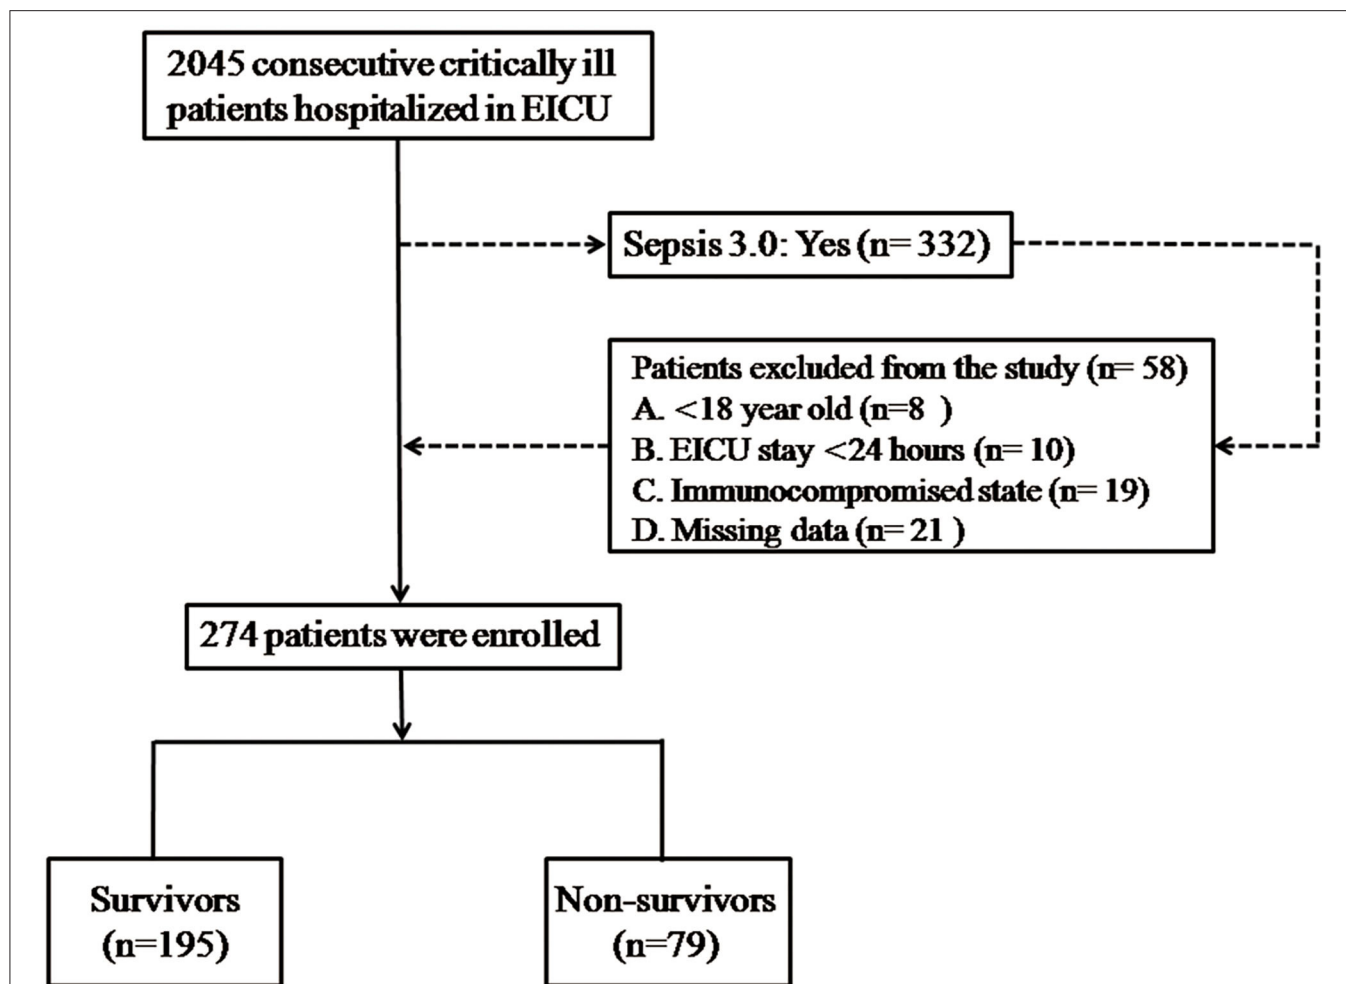 2045 consecutive critically ill
patients hospitalized in EICU
Sepsis 3.0: Yes (n= 332)
Patients excluded from the study (n= 58)
A. <18 year old (n=8 )
B. EICU stay <24 hours (n= 10)
C. Immunocompromised state (n= 19)
D. Missing data (n= 21 )
274 patients were enrolled
Survivors
(n=195)
Non-survivors
(n=79)